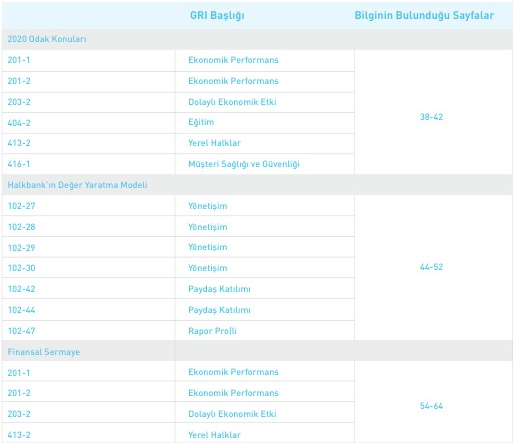 GRI Başlığı Bilginin Bulunduğu Sayfalar
2020 Odak Konuları
201-1 Ekonomik Performans
201-2 Ekonomik Performans
203-2 Dolaylı Ekonomik Etki
404-2 Eğitim
38-42
413-2 Yerel Halklar
416-1 Müşteri Sağlığı ve Güvenliği
Halkbank'ın Değer Yaratma Modeli
102-27 Yönetişim
102-28 Yönetişim
102-29 Yönetişim
102-30 Yönetişim 44-52
102-42 Paydaş Katılımı
102-44 Paydaş Katılımı
102-47 Rapor Pro|li
Finansal Sermaye
201-1 Ekonomik Performans
201-2 Ekonomik Performans
54-64
203-2 Dolaylı Ekonomik Etki
413-2 Yerel Halklar